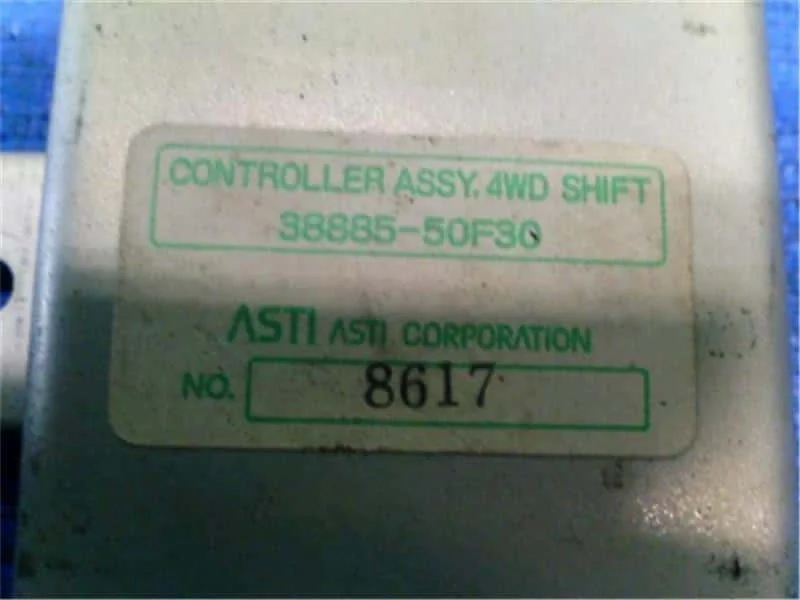 CONTROLLER ASSY. 4WD SHIFT
38885-50F30
ASTI ASTI CORPORATION
NO. 8617